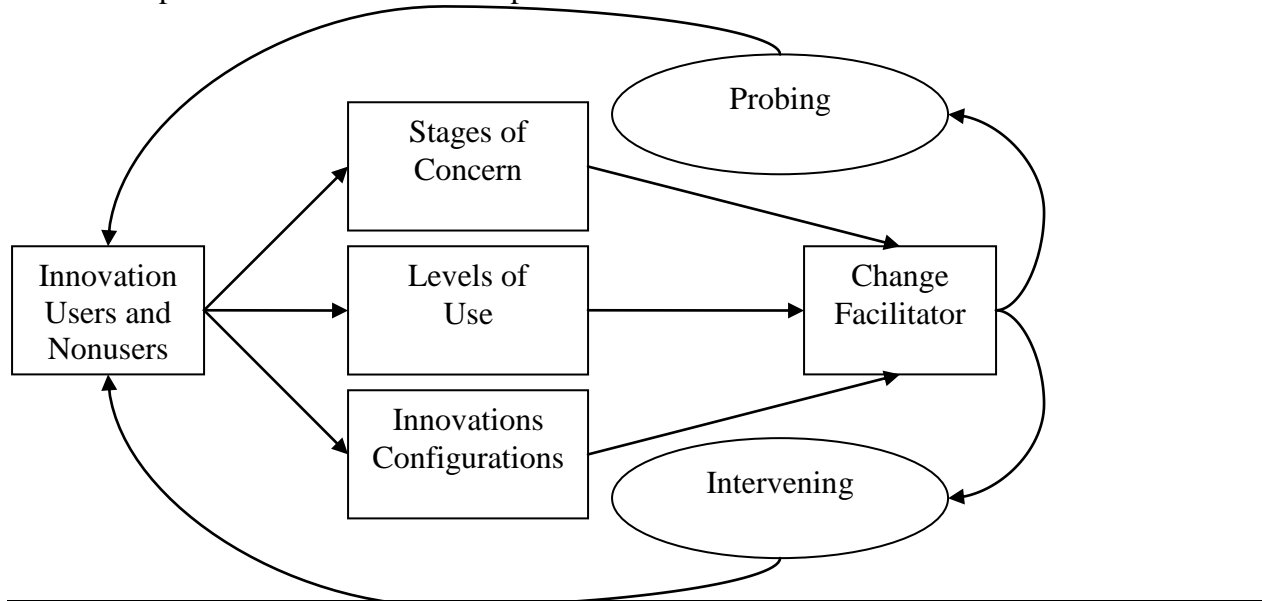 Probing
Stages of
Concern
Innovation
Users and
Nonusers
Levels of
Use
Change
Facilitator
Innovations
Configurations
Intervening